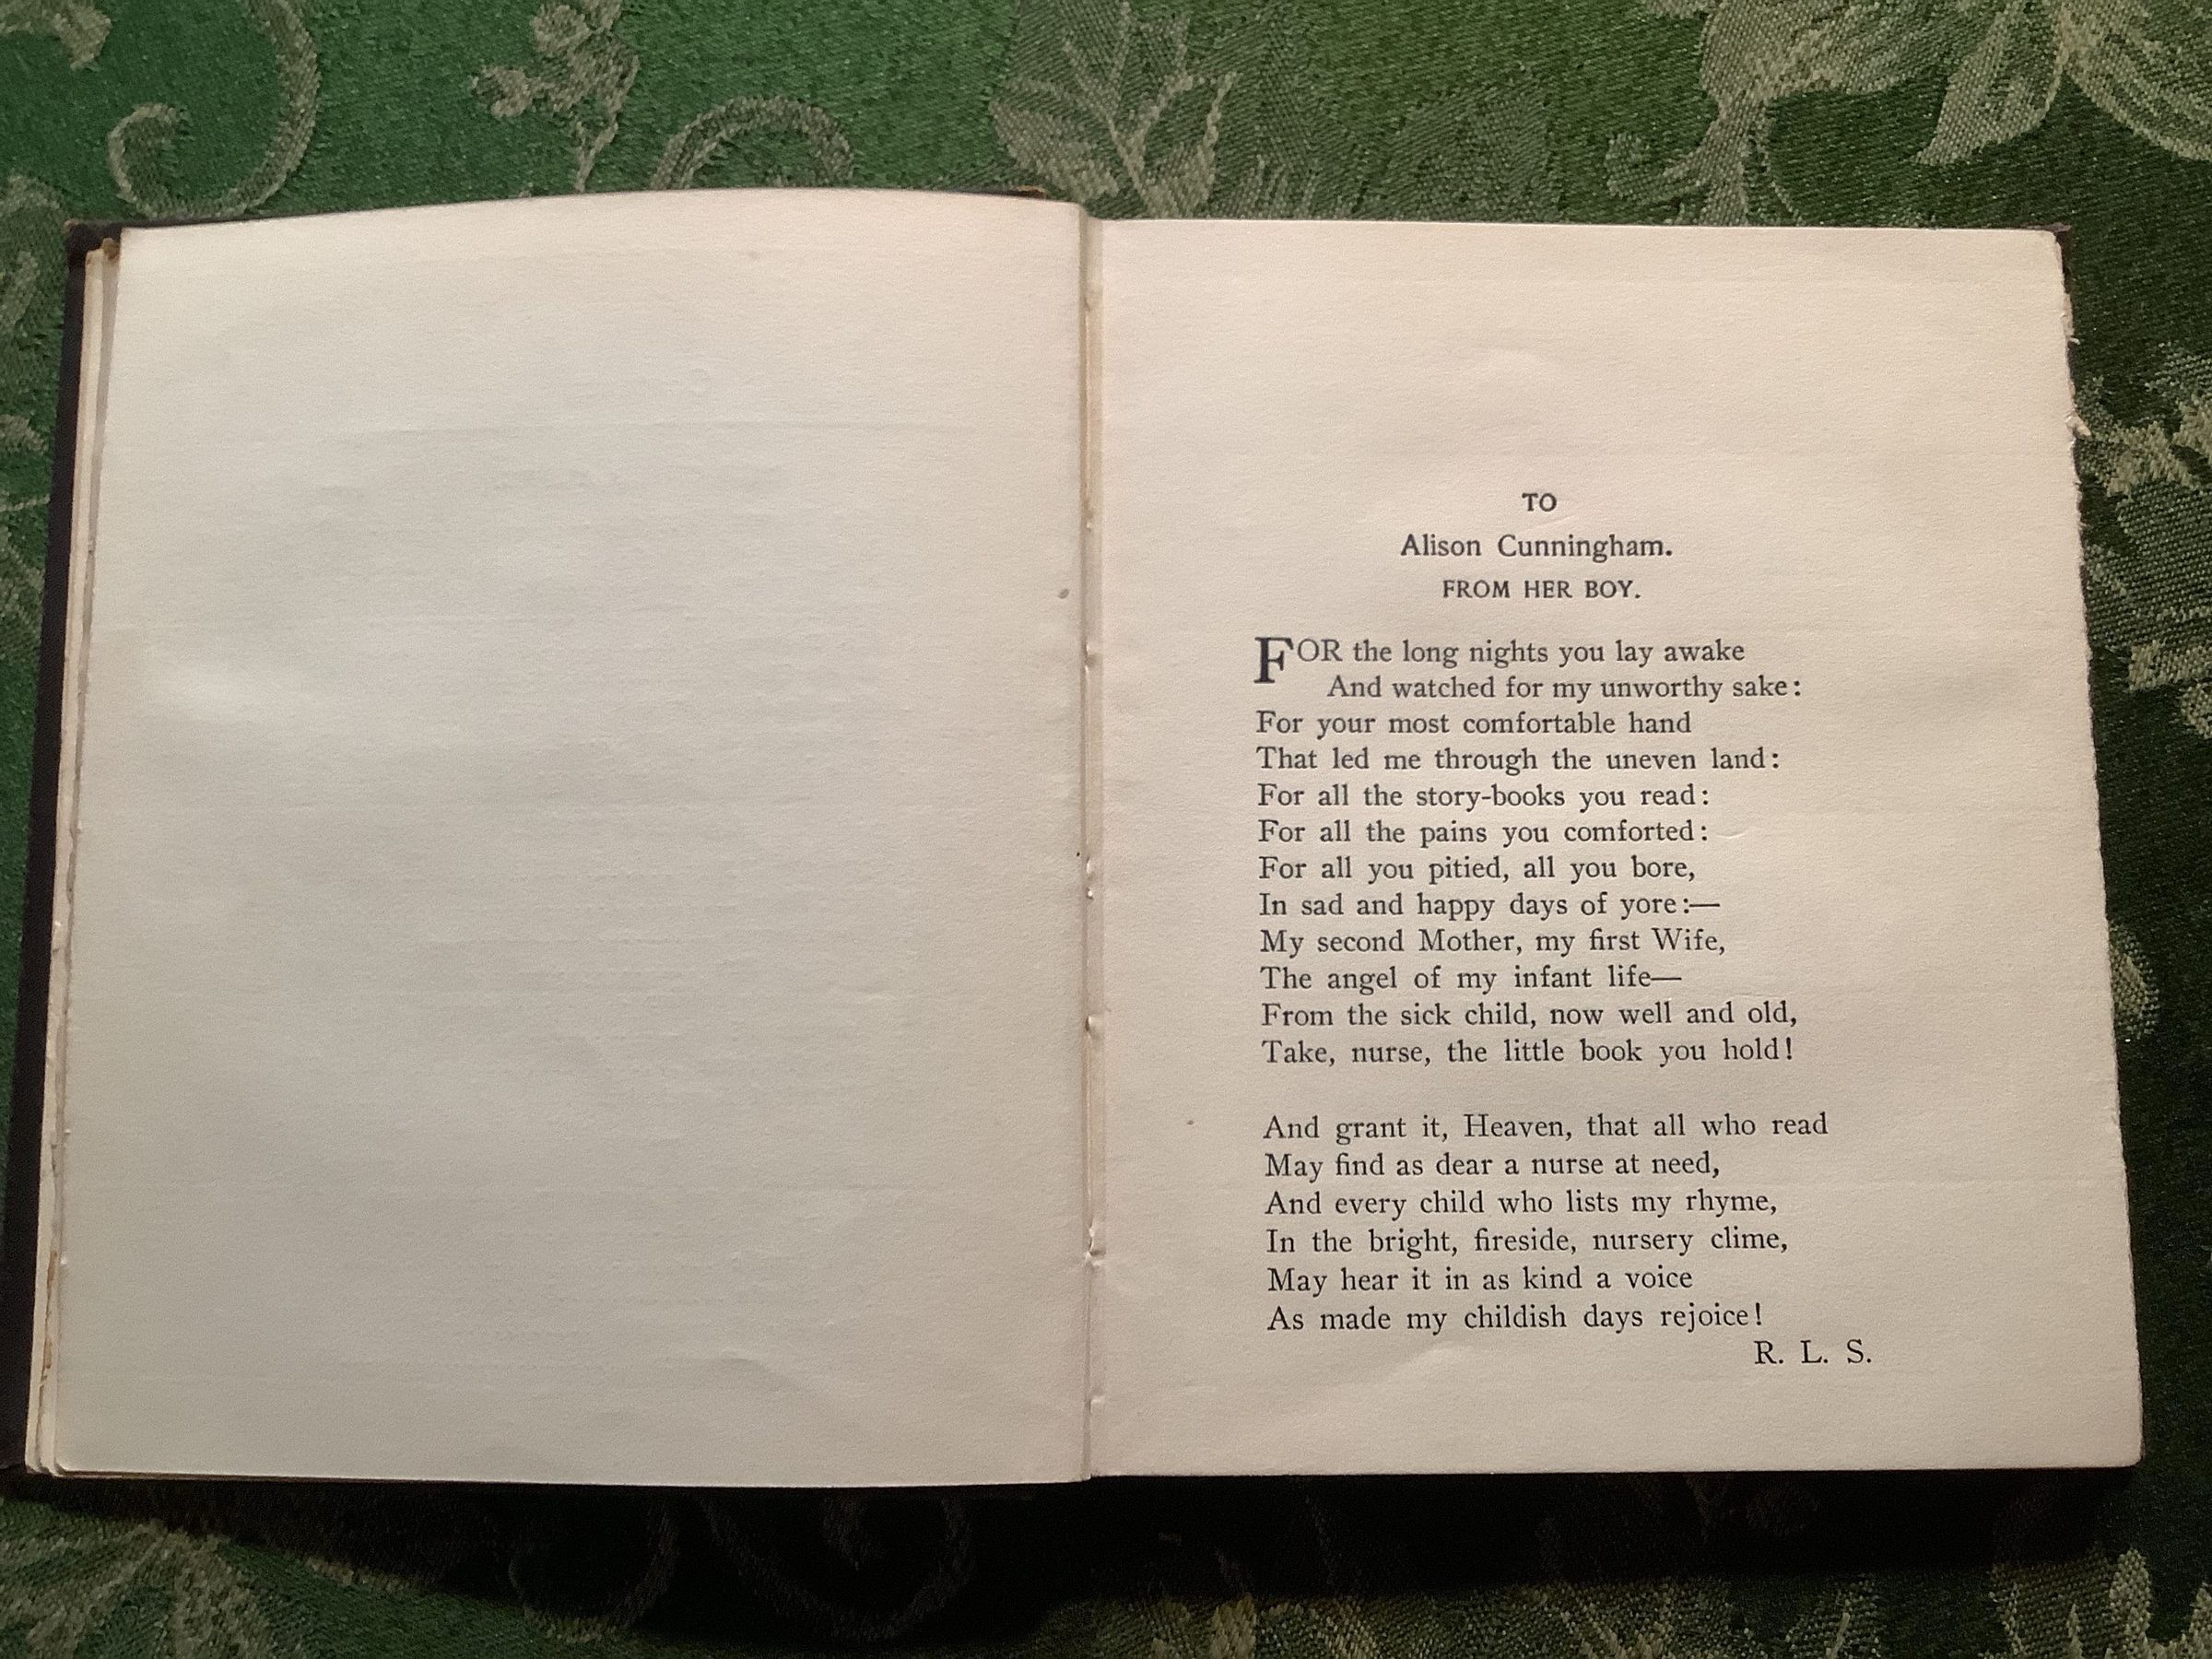 TO
Alison Cunningham.
FROM HER BOY.
FOR the long nights you lay awake
And watched for my unworthy sake:
For your most comfortable hand
That led me through the uneven land:
For all the story-books you read:
For all the pains you comforted:
For all you pitied, all you bore,
In sad and happy days of yore:—
My second Mother, my first Wife,
The angel of my infant life—
From the sick child, now well and old,
Take, nurse, the little book you hold!
And grant it, Heaven, that all who read
May find as dear a nurse at need,
And every child who lists my rhyme,
In the bright, fireside, nursery clime,
May hear it in as kind a voice
As made my childish days rejoice!
R. L. S.